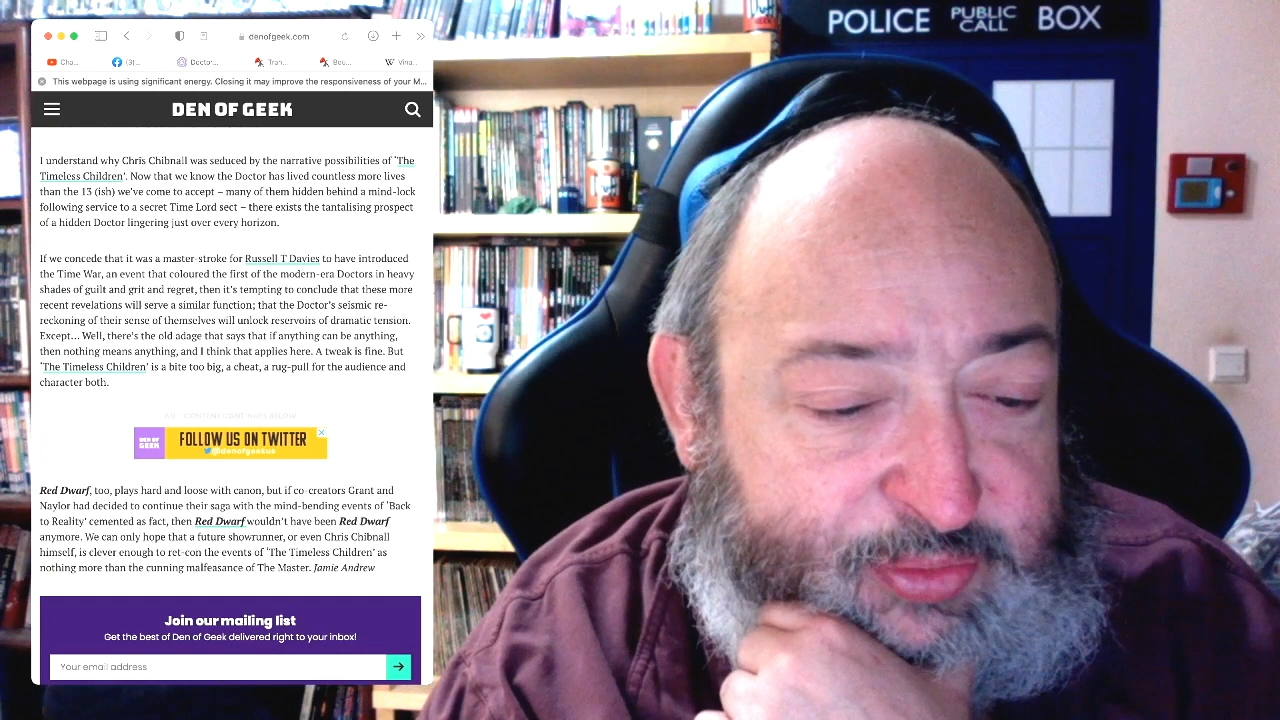 POLICE PUBLIC CALL BOX
denofgeek.com
Cha... (3)... Doctor... Tran... Bou... Vinu...
This webpage is using significant energy. Closing it may improve the responsiveness of your M...
DEN OF GEEK
I understand why Chris Chibnall was seduced by the narrative possibilities of ‘The
Timeless Children’. Now that we know the Doctor has lived countless more lives
than the 13 (ish) we’ve come to accept – many of them hidden behind a mind-lock
following service to a secret Time Lord sect – there exists the tantalising prospect
of a hidden Doctor lingering just over every horizon.
If we concede that it was a master-stroke for Russell T Davies to have introduced
the Time War, an event that coloured the first of the modern-era Doctors in heavy
shades of guilt and grit and regret, then it’s tempting to conclude that these more
recent revelations will serve a similar function; that the Doctor’s seismic re-
reckoning of their sense of themselves will unlock reservoirs of dramatic tension.
Except… Well, there’s the old adage that says that if anything can be anything,
then nothing means anything, and I think that applies here. A tweak is fine. But
‘The Timeless Children’ is a bite too big, a cheat, a rug-pull for the audience and
character both.
AD – CONTENT CONTINUES BELOW
DEN OF GEEK FOLLOW US ON TWITTER
@denofgeekus
Red Dwarf, too, plays hard and loose with canon, but if co-creators Grant and
Naylor had decided to continue their saga with the mind-bending events of ‘Back
to Reality’ cemented as fact, then Red Dwarf wouldn’t have been Red Dwarf
anymore. We can only hope that a future showrunner, or even Chris Chibnall
himself, is clever enough to ret-con the events of ‘The Timeless Children’ as
nothing more than the cunning malfeasance of The Master. Jamie Andrew
Join our mailing list
Get the best of Den of Geek delivered right to your inbox!
Your email address